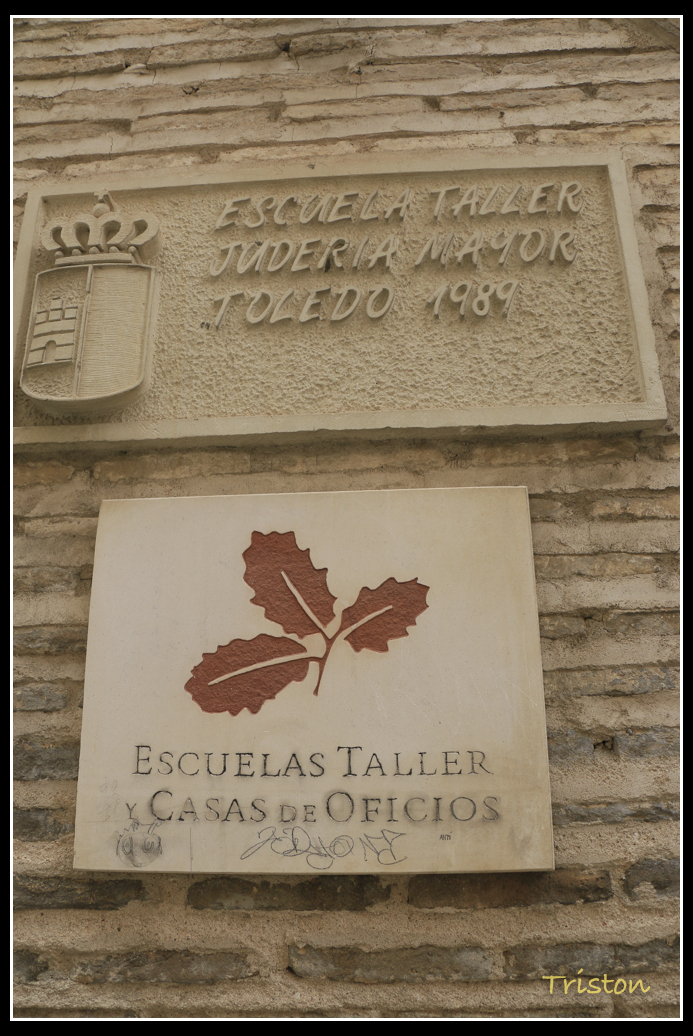 ESCUELA TALLER
JUDERIA MAYOR
TOLEDO 1989
ESCUELAS TALLER
Y CASAS DE OFICIOS
Triston